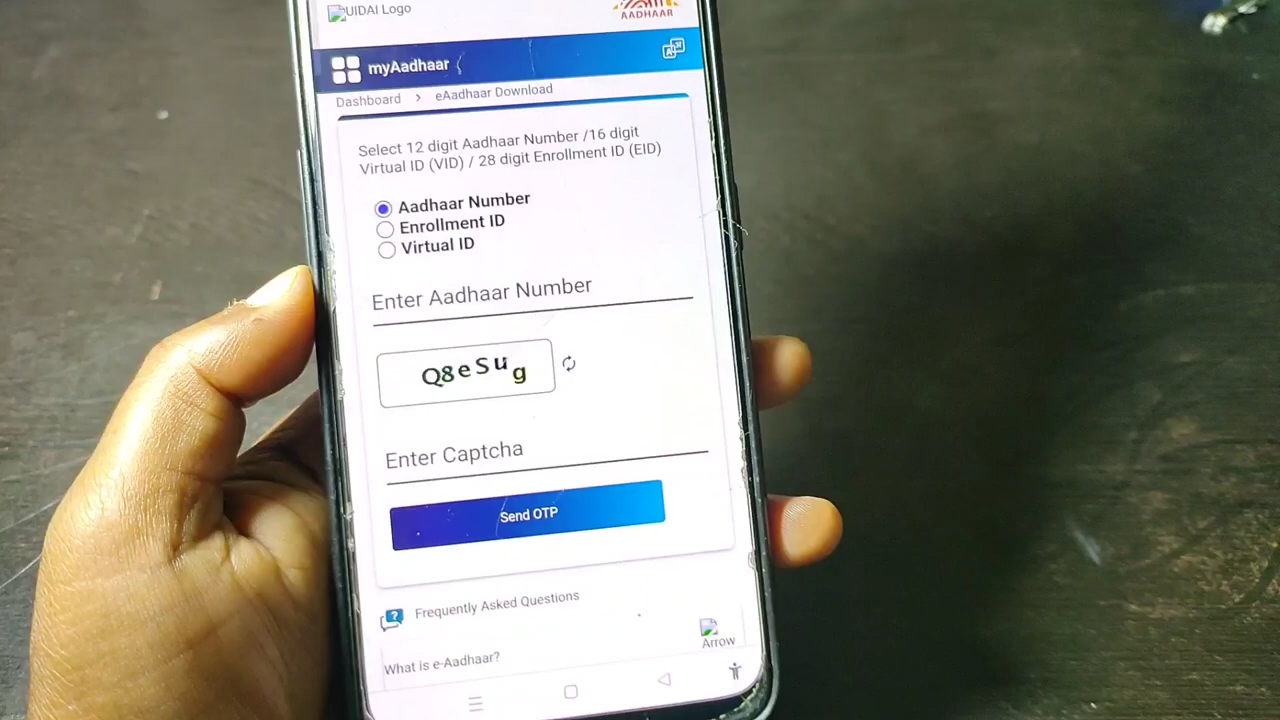 UIDAI Logo
AADHAAR
myAadhaar
Dashboard > eAadhaar Download
Select 12 digit Aadhaar Number /16 digit
Virtual ID (VID) / 28 digit Enrollment ID (EID)
Aadhaar Number
Enrollment ID
Virtual ID
Enter Aadhaar Number
Q8eSug
Enter Captcha
Send OTP
Frequently Asked Questions
Arrow
What is e-Aadhaar?